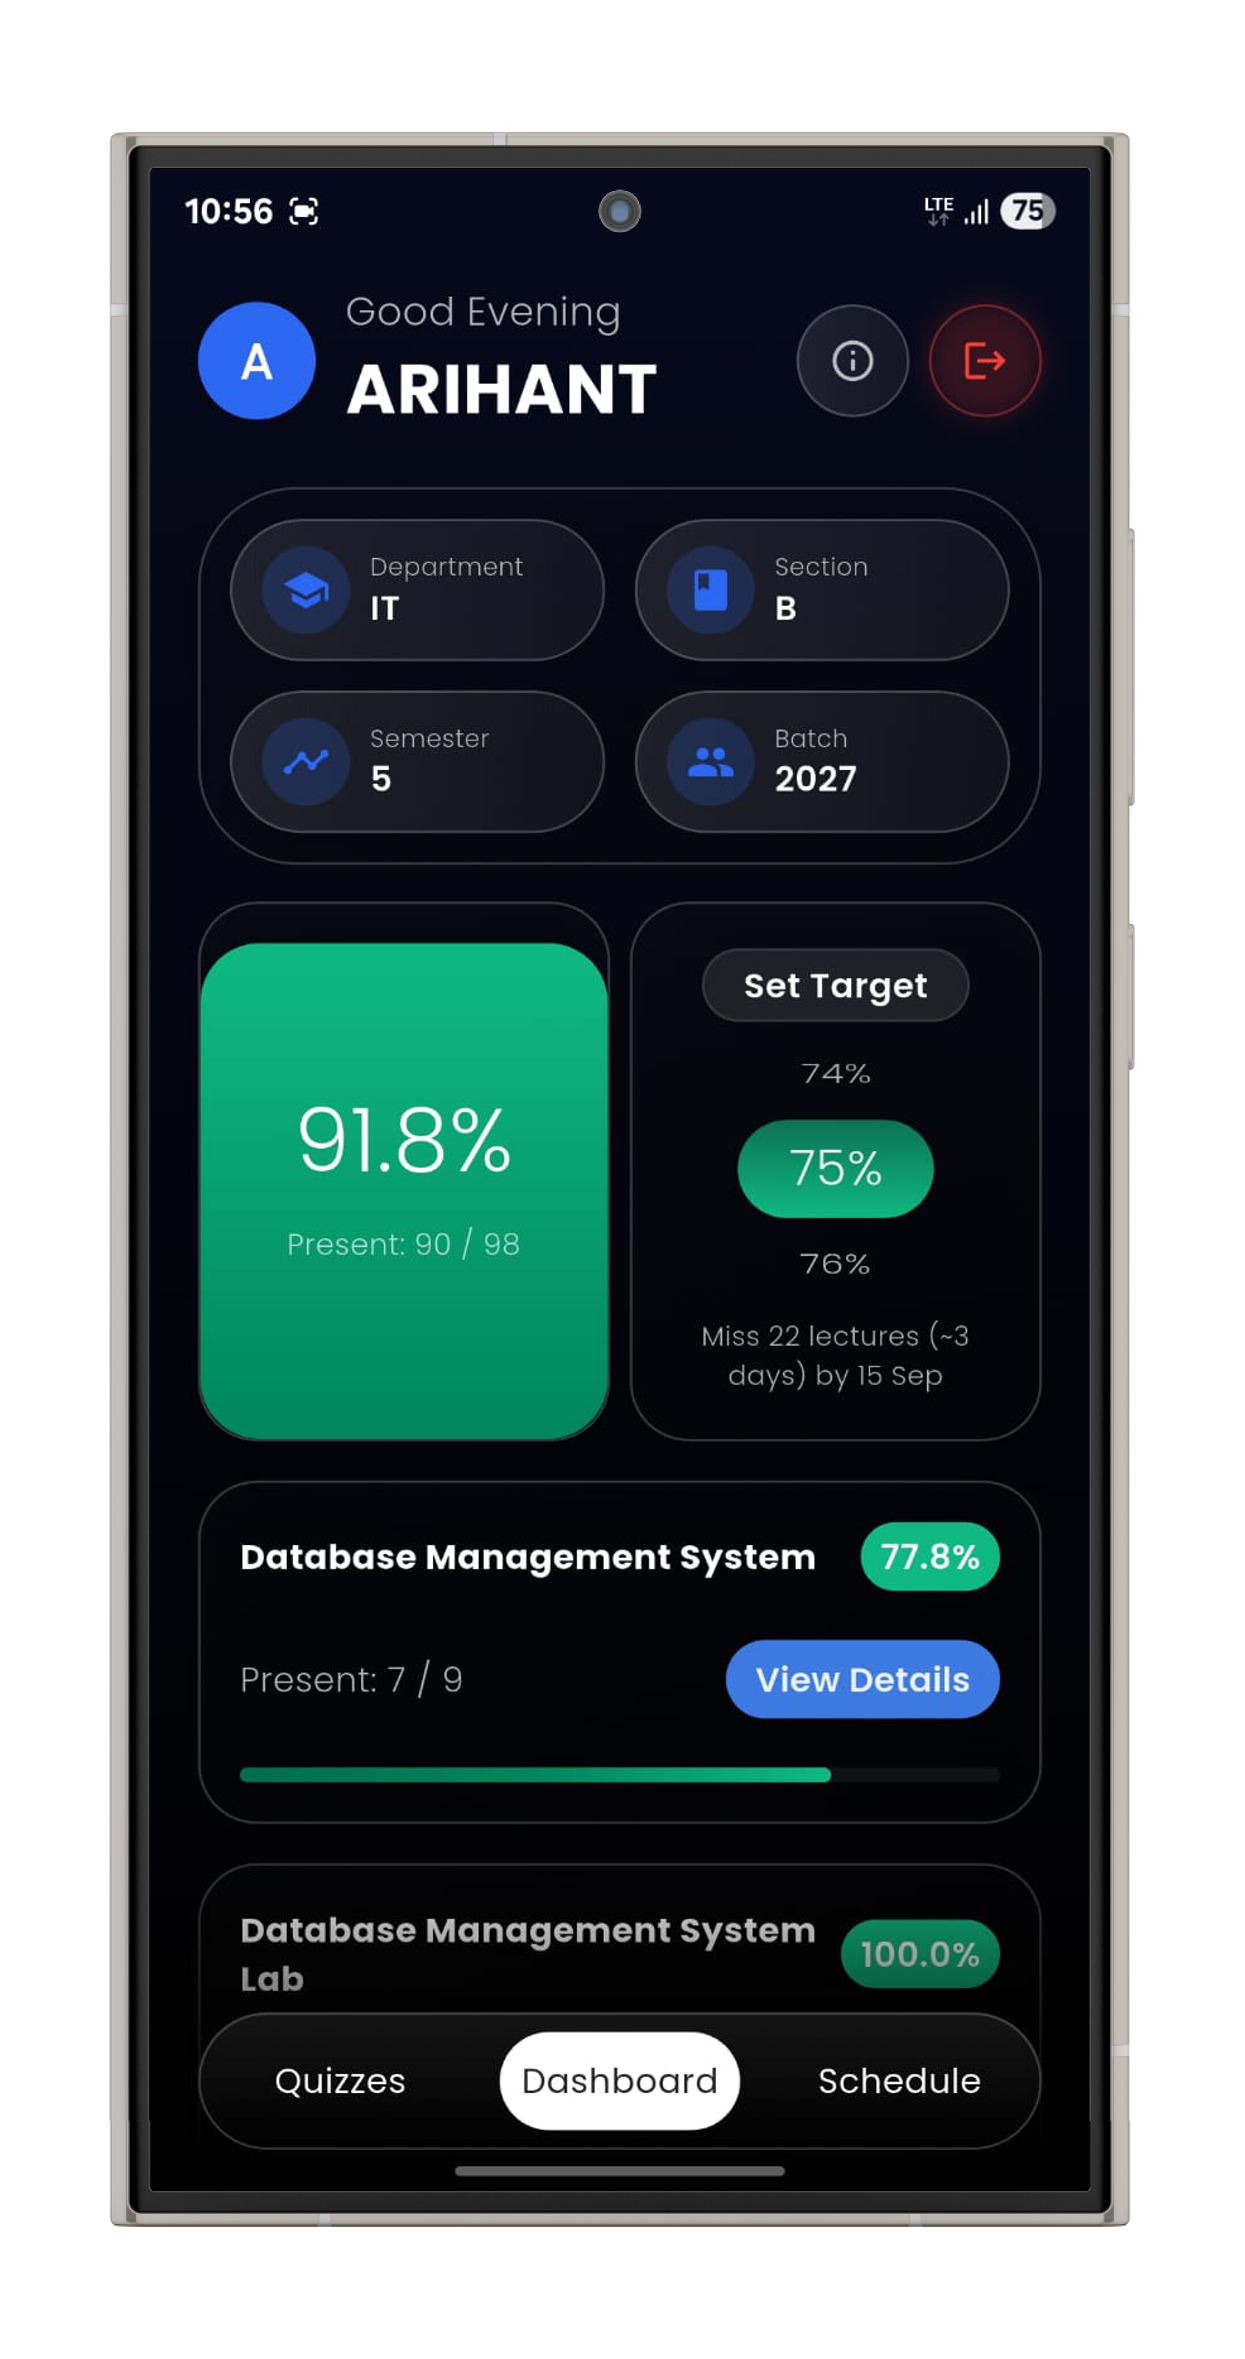 10:56
LTE
75
A
Good Evening
ARIHANT
Department
IT
Section
B
Semester
5
Batch
2027
91.8%
Present: 90 / 98
Set Target
74%
75%
76%
Miss 22 lectures (~3
days) by 15 Sep
Database Management System
77.8%
Present: 7 / 9
View Details
Database Management System
Lab
100.0%
Quizzes
Dashboard
Schedule